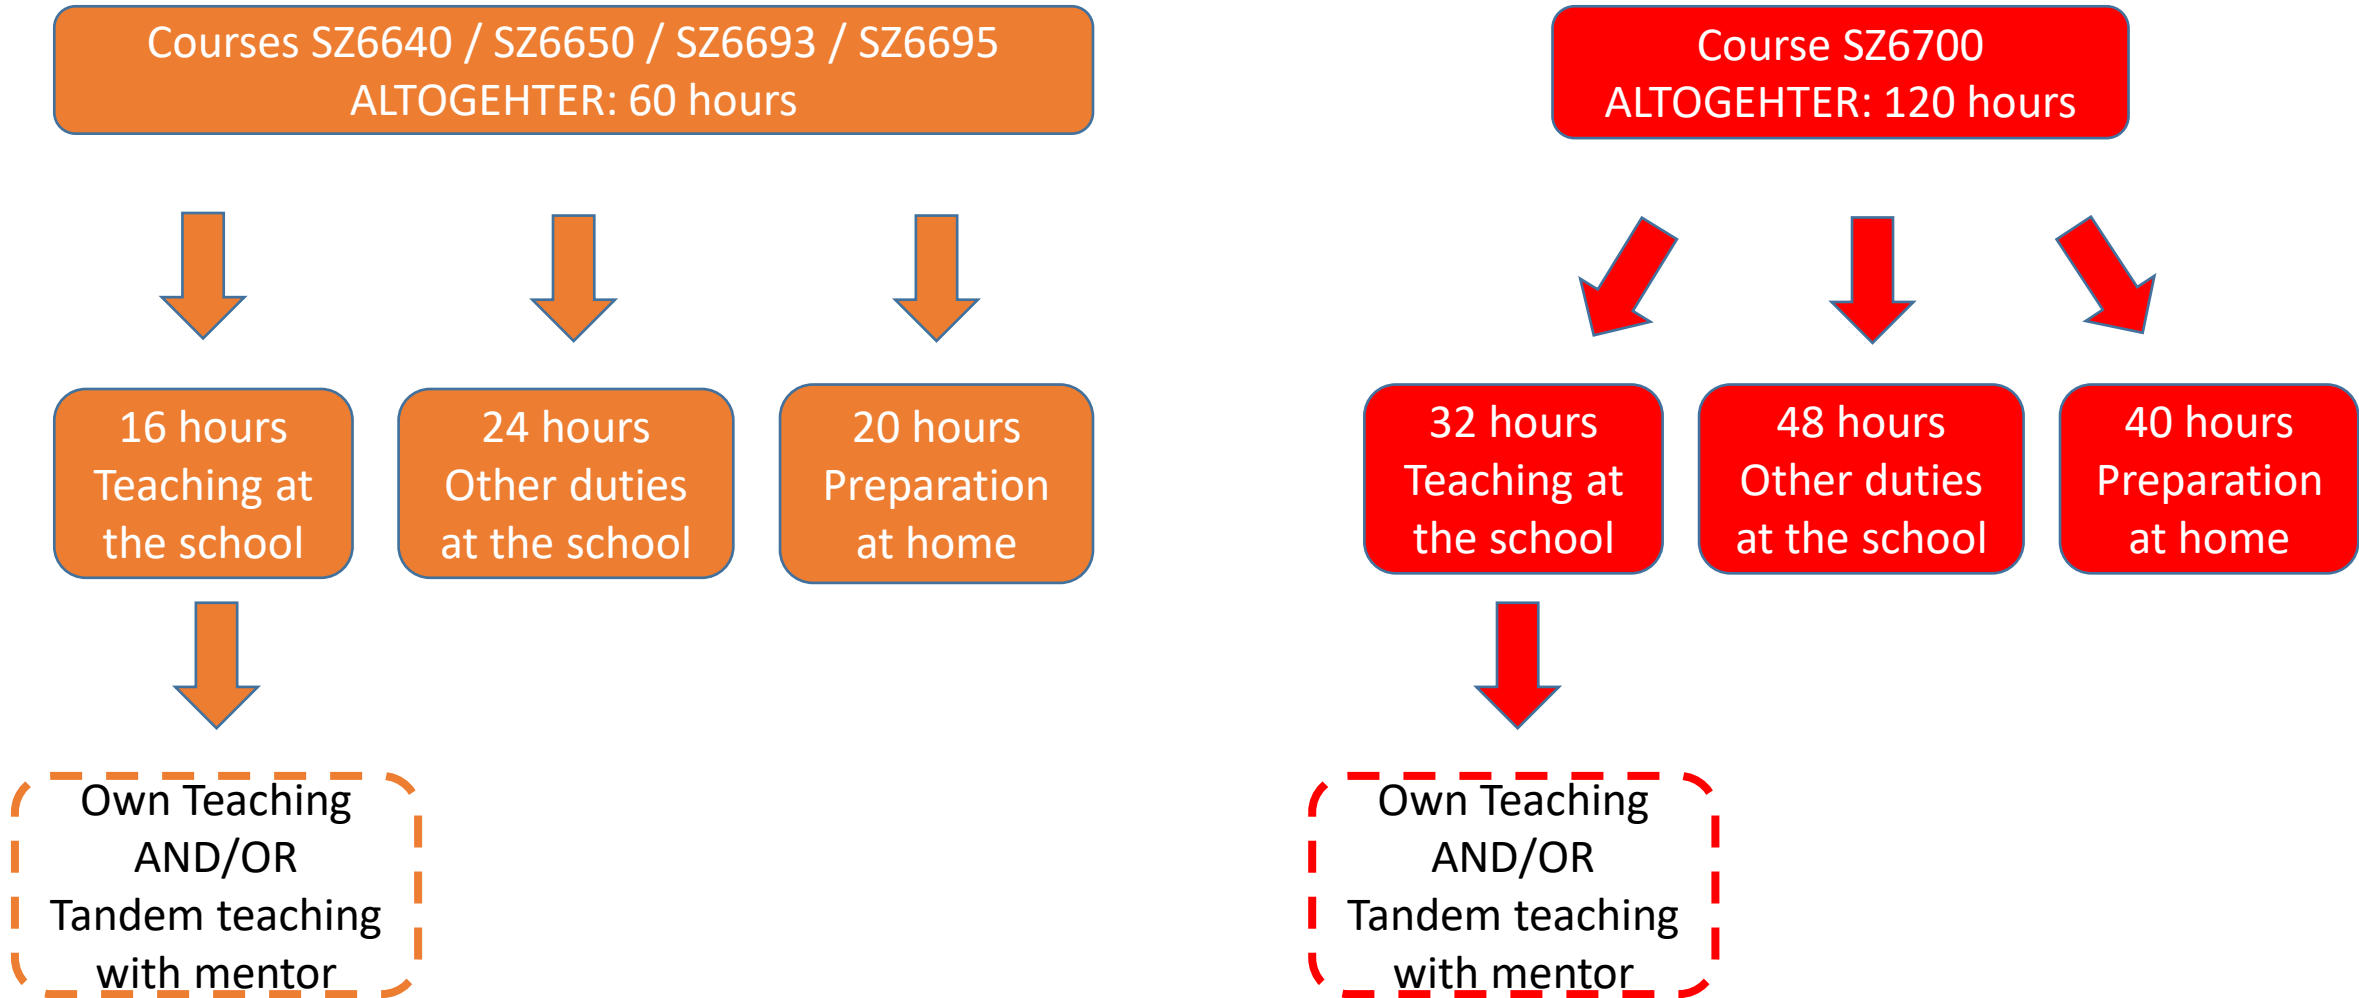 Courses SZ6640 / SZ6650 / SZ6693 / SZ6695
ALTOGEHTER: 60 hours
16 hours
Teaching at
the school
24 hours
Other duties
at the school
20 hours
Preparation
at home
Own Teaching
AND/OR
Tandem teaching
with mentor
Course SZ6700
ALTOGEHTER: 120 hours
32 hours
Teaching at
the school
48 hours
Other duties
at the school
40 hours
Preparation
at home
Own Teaching
AND/OR
Tandem teaching
with mentor